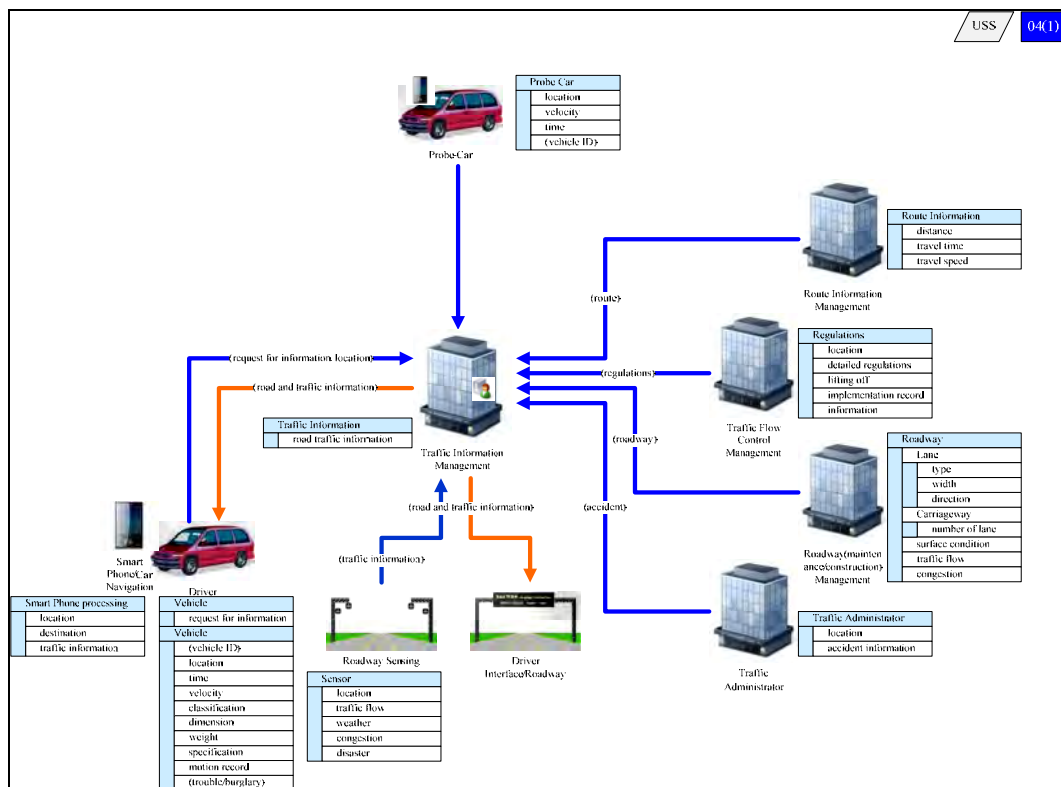 USS
04(1)
Probe Car
location
velocity
time
(vehicle ID)
Probe-Car
Route Information
distance
travel time
travel speed
Route Information
Management
(route)
Regulations
location
detailed regulations
lifting off
implementation record
information
Traffic Flow
Control
Management
(regulations)
(request for information, location)
(road and traffic information)
Traffic Information
road traffic information
Traffic Information
Management
(roadway)
Roadway
Lane
type
width
direction
Carriageway
number of lane
surface condition
traffic flow
congestion
Roadway(mainten
ance/construction)
Management
(accident)
(road and traffic information)
(traffic information)
Smart
Phone/Car
Navigation
Driver
Smart Phone processing
location
destination
traffic information
Vehicle
request for information
Vehicle
(vehicle ID)
location
time
velocity
classification
dimension
weight
specification
motion record
(trouble/burglary)
Roadway Sensing
Sensor
location
traffic flow
weather
congestion
disaster
Driver
Interface/Roadway
Traffic Administrator
location
accident information
Traffic
Administrator